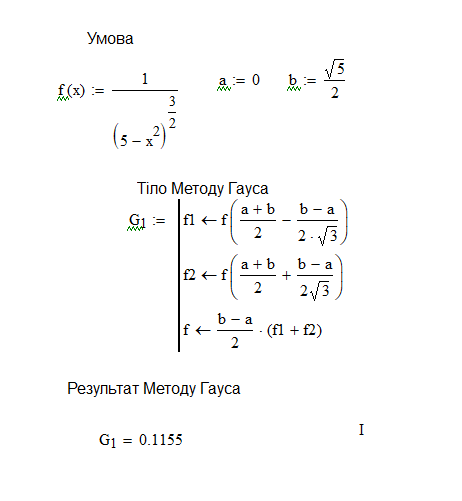 Умова
f(x) := 1 / (5 − x^2)^(3/2)   a := 0   b := √5 / 2
Тіло Методу Гауса
G1 := f1 ← f((a + b)/2 − (b − a)/(2·√3))
f2 ← f((a + b)/2 + (b − a)/(2√3))
f ← (b − a)/2 · (f1 + f2)
Результат Методу Гауса
G1 = 0.1155